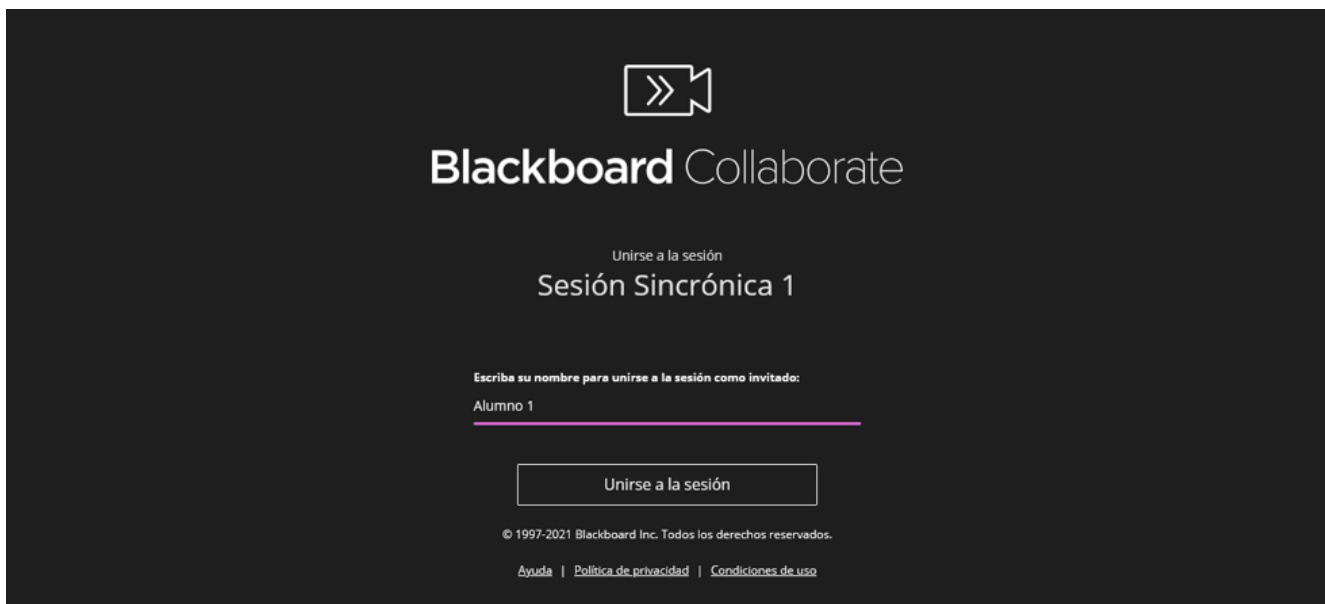 Blackboard Collaborate
Unirse a la sesión
Sesión Sincrónica 1
Escriba su nombre para unirse a la sesión como invitado:
Alumno 1
Unirse a la sesión
© 1997-2021 Blackboard Inc. Todos los derechos reservados.
Ayuda | Política de privacidad | Condiciones de uso